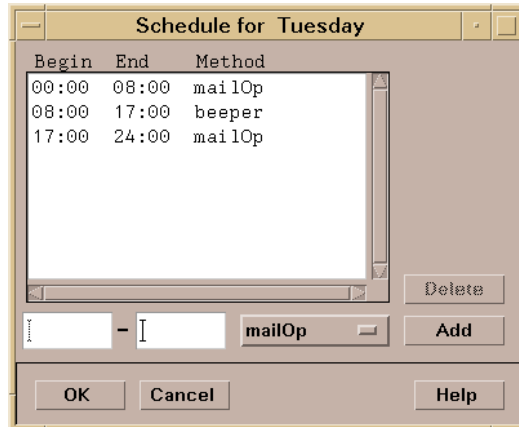 Schedule for Tuesday
Begin End Method
00:00 08:00 mailOp
08:00 17:00 beeper
17:00 24:00 mailOp
Delete
- mailOp Add
OK Cancel Help